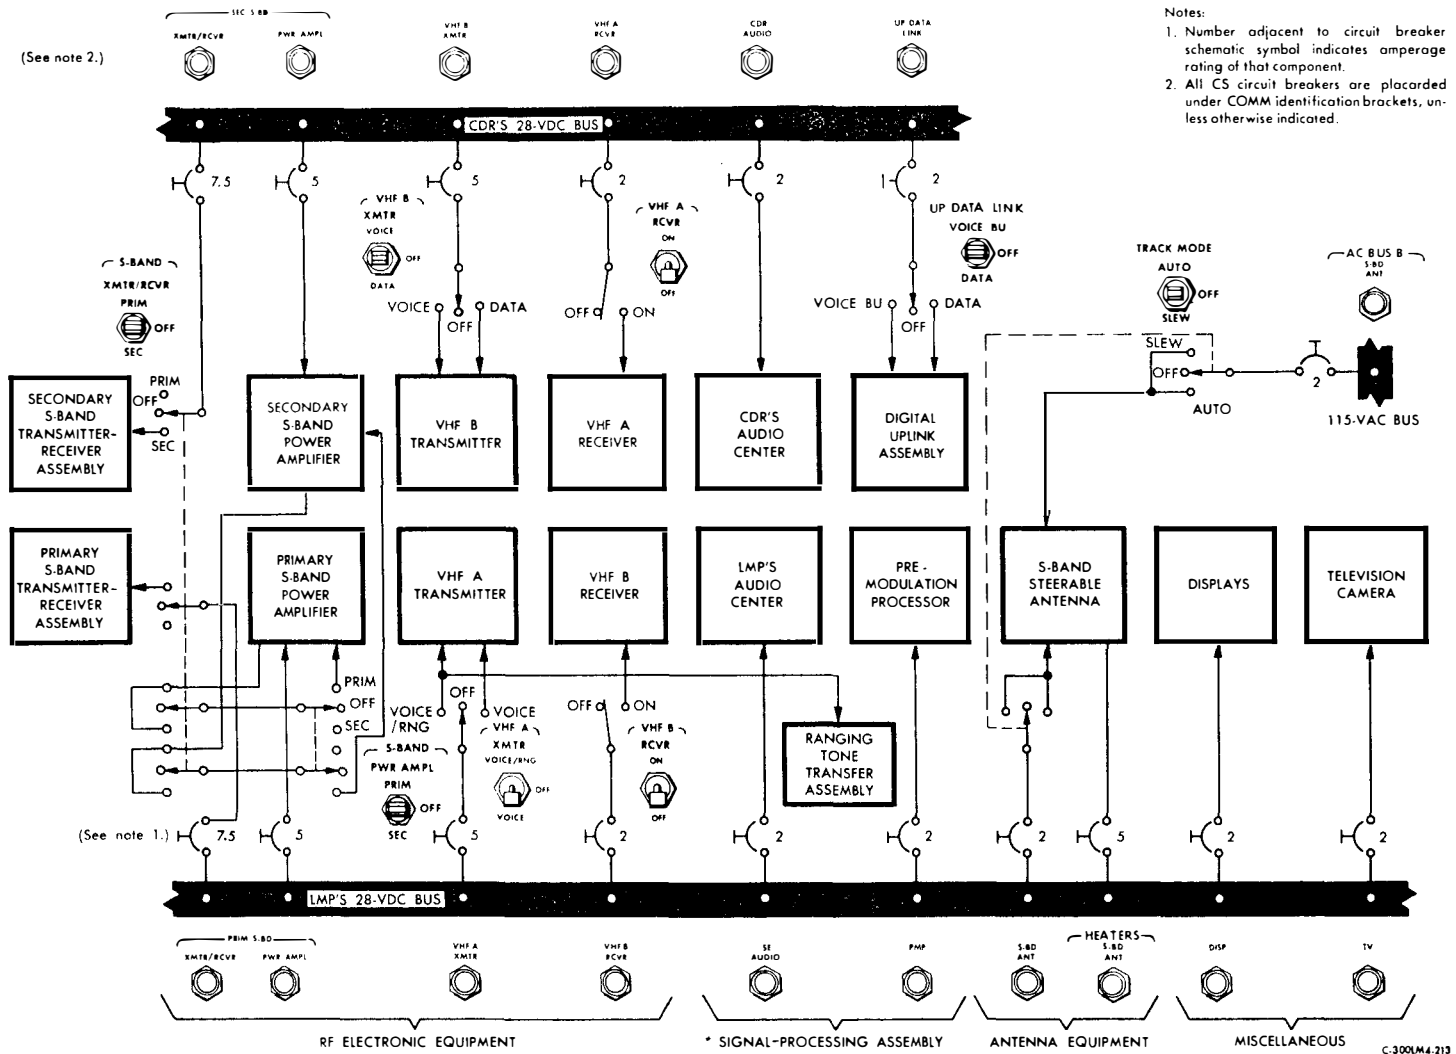 SEC S-BD
XMTR/RCVR
PWR AMPL
VHF B
XMTR
VHF A
RCVR
CDR
AUDIO
UP DATA
LINK
(See note 2.)
Notes:
1. Number adjacent to circuit breaker
schematic symbol indicates amperage
rating of that component.
2. All CS circuit breakers are placarded
under COMM identification brackets, un-
less otherwise indicated.
CDR'S 28-VDC BUS
7.5
5
5
2
2
2
VHF B
XMTR
VOICE
OFF
DATA
VHF A
RCVR
ON
OFF
UP DATA LINK
VOICE BU
OFF
DATA
TRACK MODE
AUTO
OFF
SLEW
AC BUS B
S-BD
ANT
S-BAND
XMTR/RCVR
PRIM
OFF
SEC
VOICE
OFF
DATA
OFF
ON
VOICE BU
OFF
DATA
SLEW
OFF
AUTO
2
115-VAC BUS
PRIM
OFF
SEC
SECONDARY
S-BAND
TRANSMITTER-
RECEIVER
ASSEMBLY
SECONDARY
S-BAND
POWER
AMPLIFIER
VHF B
TRANSMITTER
VHF A
RECEIVER
CDR'S
AUDIO
CENTER
DIGITAL
UPLINK
ASSEMBLY
PRIMARY
S-BAND
TRANSMITTER-
RECEIVER
ASSEMBLY
PRIMARY
S-BAND
POWER
AMPLIFIER
VHF A
TRANSMITTER
VHF B
RECEIVER
LMP'S
AUDIO
CENTER
PRE-
MODULATION
PROCESSOR
S-BAND
STEERABLE
ANTENNA
DISPLAYS
TELEVISION
CAMERA
PRIM
OFF
SEC
VOICE
/RNG
OFF
VOICE
OFF
ON
S-BAND
PWR AMPL
PRIM
OFF
SEC
VHF A
XMTR
VOICE/RNG
OFF
VOICE
VHF B
RCVR
ON
OFF
RANGING
TONE
TRANSFER
ASSEMBLY
(See note 1.)
7.5
5
5
2
2
2
2
5
2
2
LMP'S 28-VDC BUS
PRIM S-BD
XMTR/RCVR
PWR AMPL
VHF A
XMTR
VHF B
RCVR
SE
AUDIO
PMP
S-BD
ANT
HEATERS
S-BD
ANT
DISP
TV
RF ELECTRONIC EQUIPMENT
* SIGNAL-PROCESSING ASSEMBLY
ANTENNA EQUIPMENT
MISCELLANEOUS
C-300LM4-213